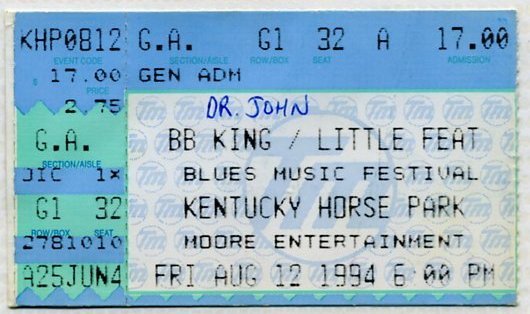 KHP0812 G.A. G1 32 A 17.00
EVENT CODE SECTION/AISLE ROW/BOX SEAT ADMISSION
$ 17.00 GEN ADM
PRICE
2.75 DR. JOHN
G.A. BB KING / LITTLE FEAT
SECTION/AISLE
1× BLUES MUSIC FESTIVAL
G1 32 KENTUCKY HORSE PARK
ROW/BOX SEAT
2781010 MOORE ENTERTAINMENT
A25JUN4 FRI AUG 12 1994 6:00 PM